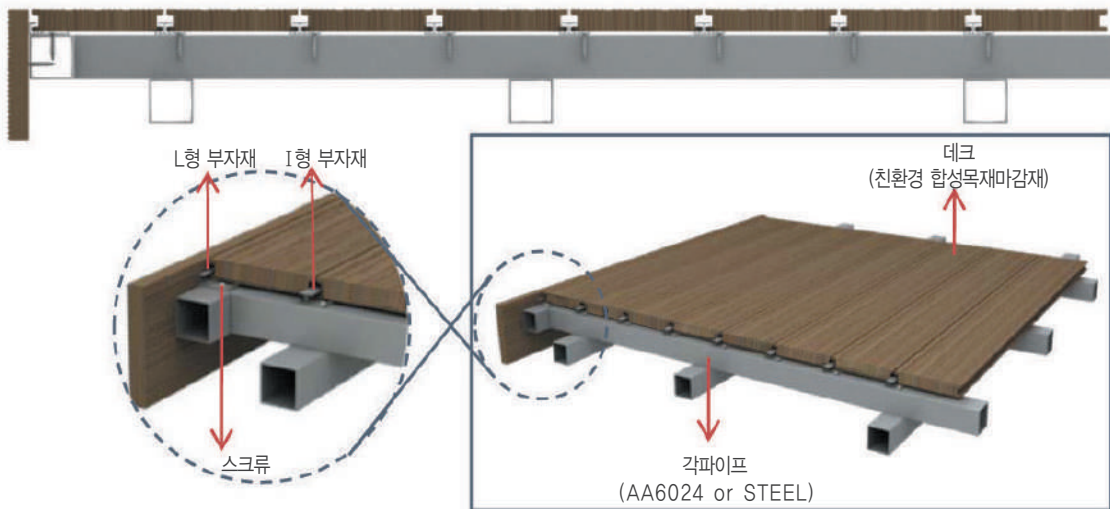 L형 부자재
I형 부자재
데크
(친환경 합성목재마감재)
스크류
각파이프
(AA6024 or STEEL)